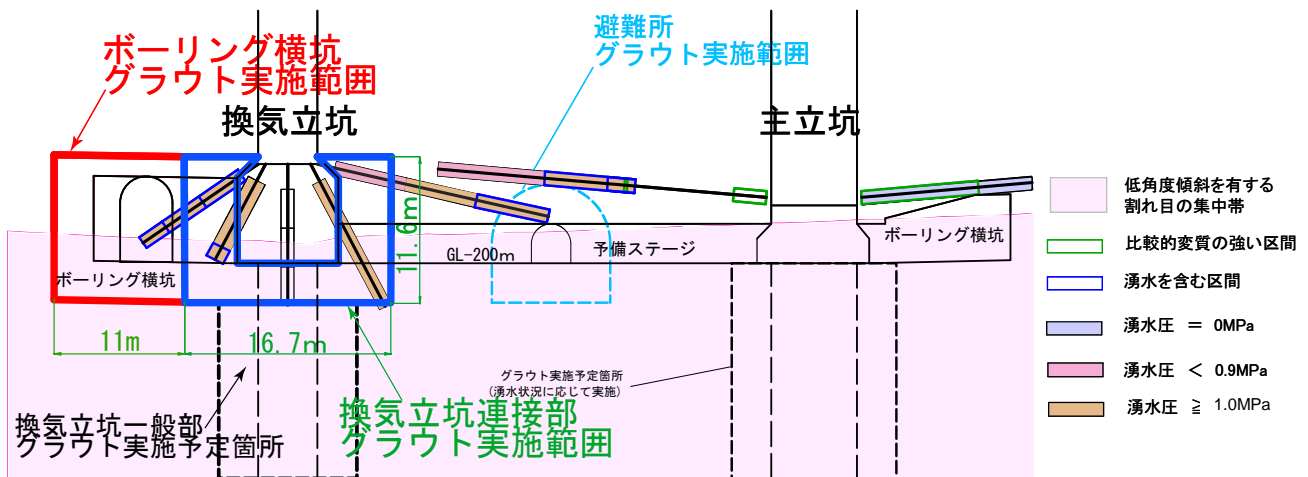 ボーリング横坑
グラウト実施範囲
避難所
グラウト実施範囲
換気立坑
主立坑
11.6m
ボーリング横坑
GL-200m
予備ステージ
ボーリング横坑
11m
16.7m
グラウト実施予定箇所
(湧水状況に応じて実施)
換気立坑一般部
グラウト実施予定箇所
換気立坑連接部
グラウト実施範囲
低角度傾斜を有する
割れ目の集中帯
比較的変質の強い区間
湧水を含む区間
湧水圧 = 0MPa
湧水圧 < 0.9MPa
湧水圧 ≧ 1.0MPa